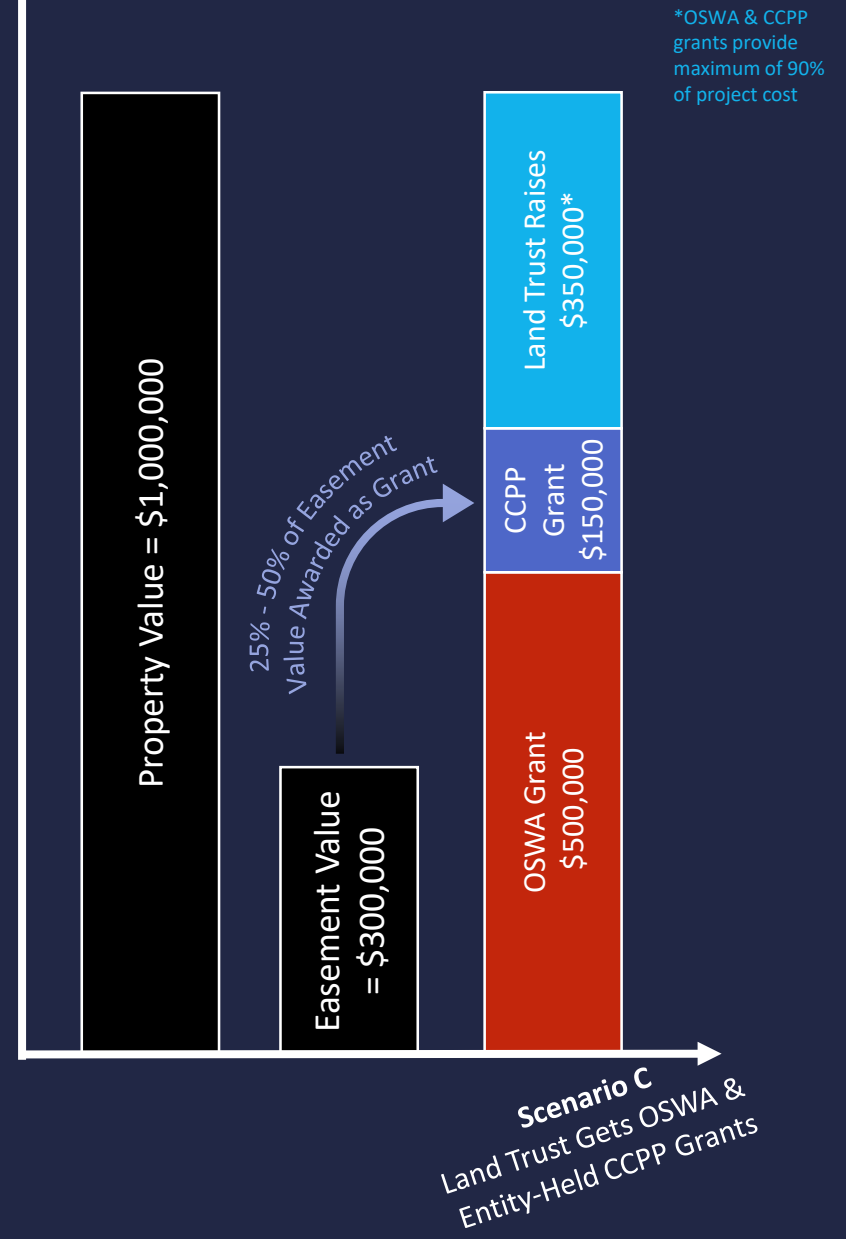 *OSWA & CCPP
grants provide
maximum of 90%
of project cost
Property Value = $1,000,000
25% - 50% of Easement
Value Awarded as Grant
Easement Value
= $300,000
Land Trust Raises
$350,000*
CCPP
Grant
$150,000
OSWA Grant
$500,000
Scenario C
Land Trust Gets OSWA &
Entity-Held CCPP Grants